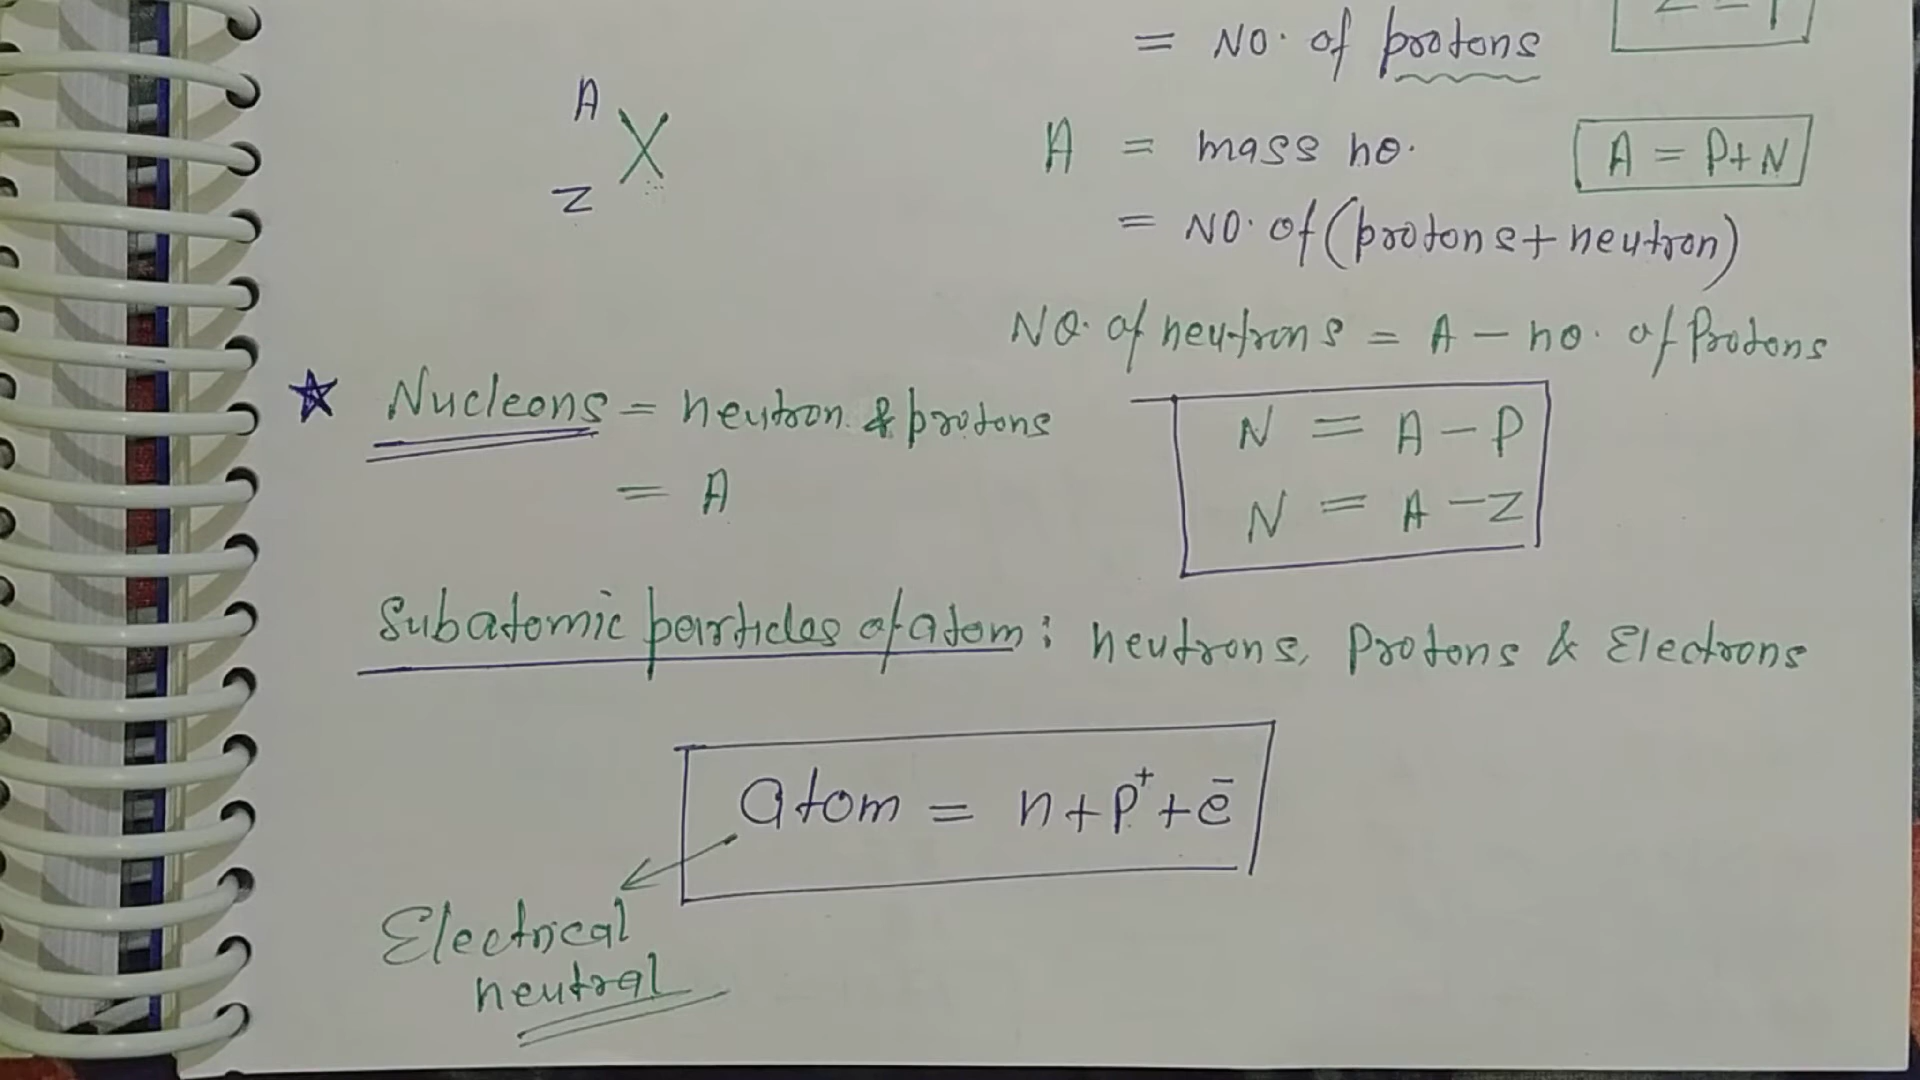 = NO. of protons
A
X
Z
A = mass no.
A = P+N
= NO. of (protons + neutron)
NO. of neutrons = A - no. of Protons
Nucleons = neutron & protons
= A
N = A - P
N = A - Z
Subatomic particles of atom : neutrons, Protons & Electrons
atom = n + p⁺ + e⁻
Electrical
neutral